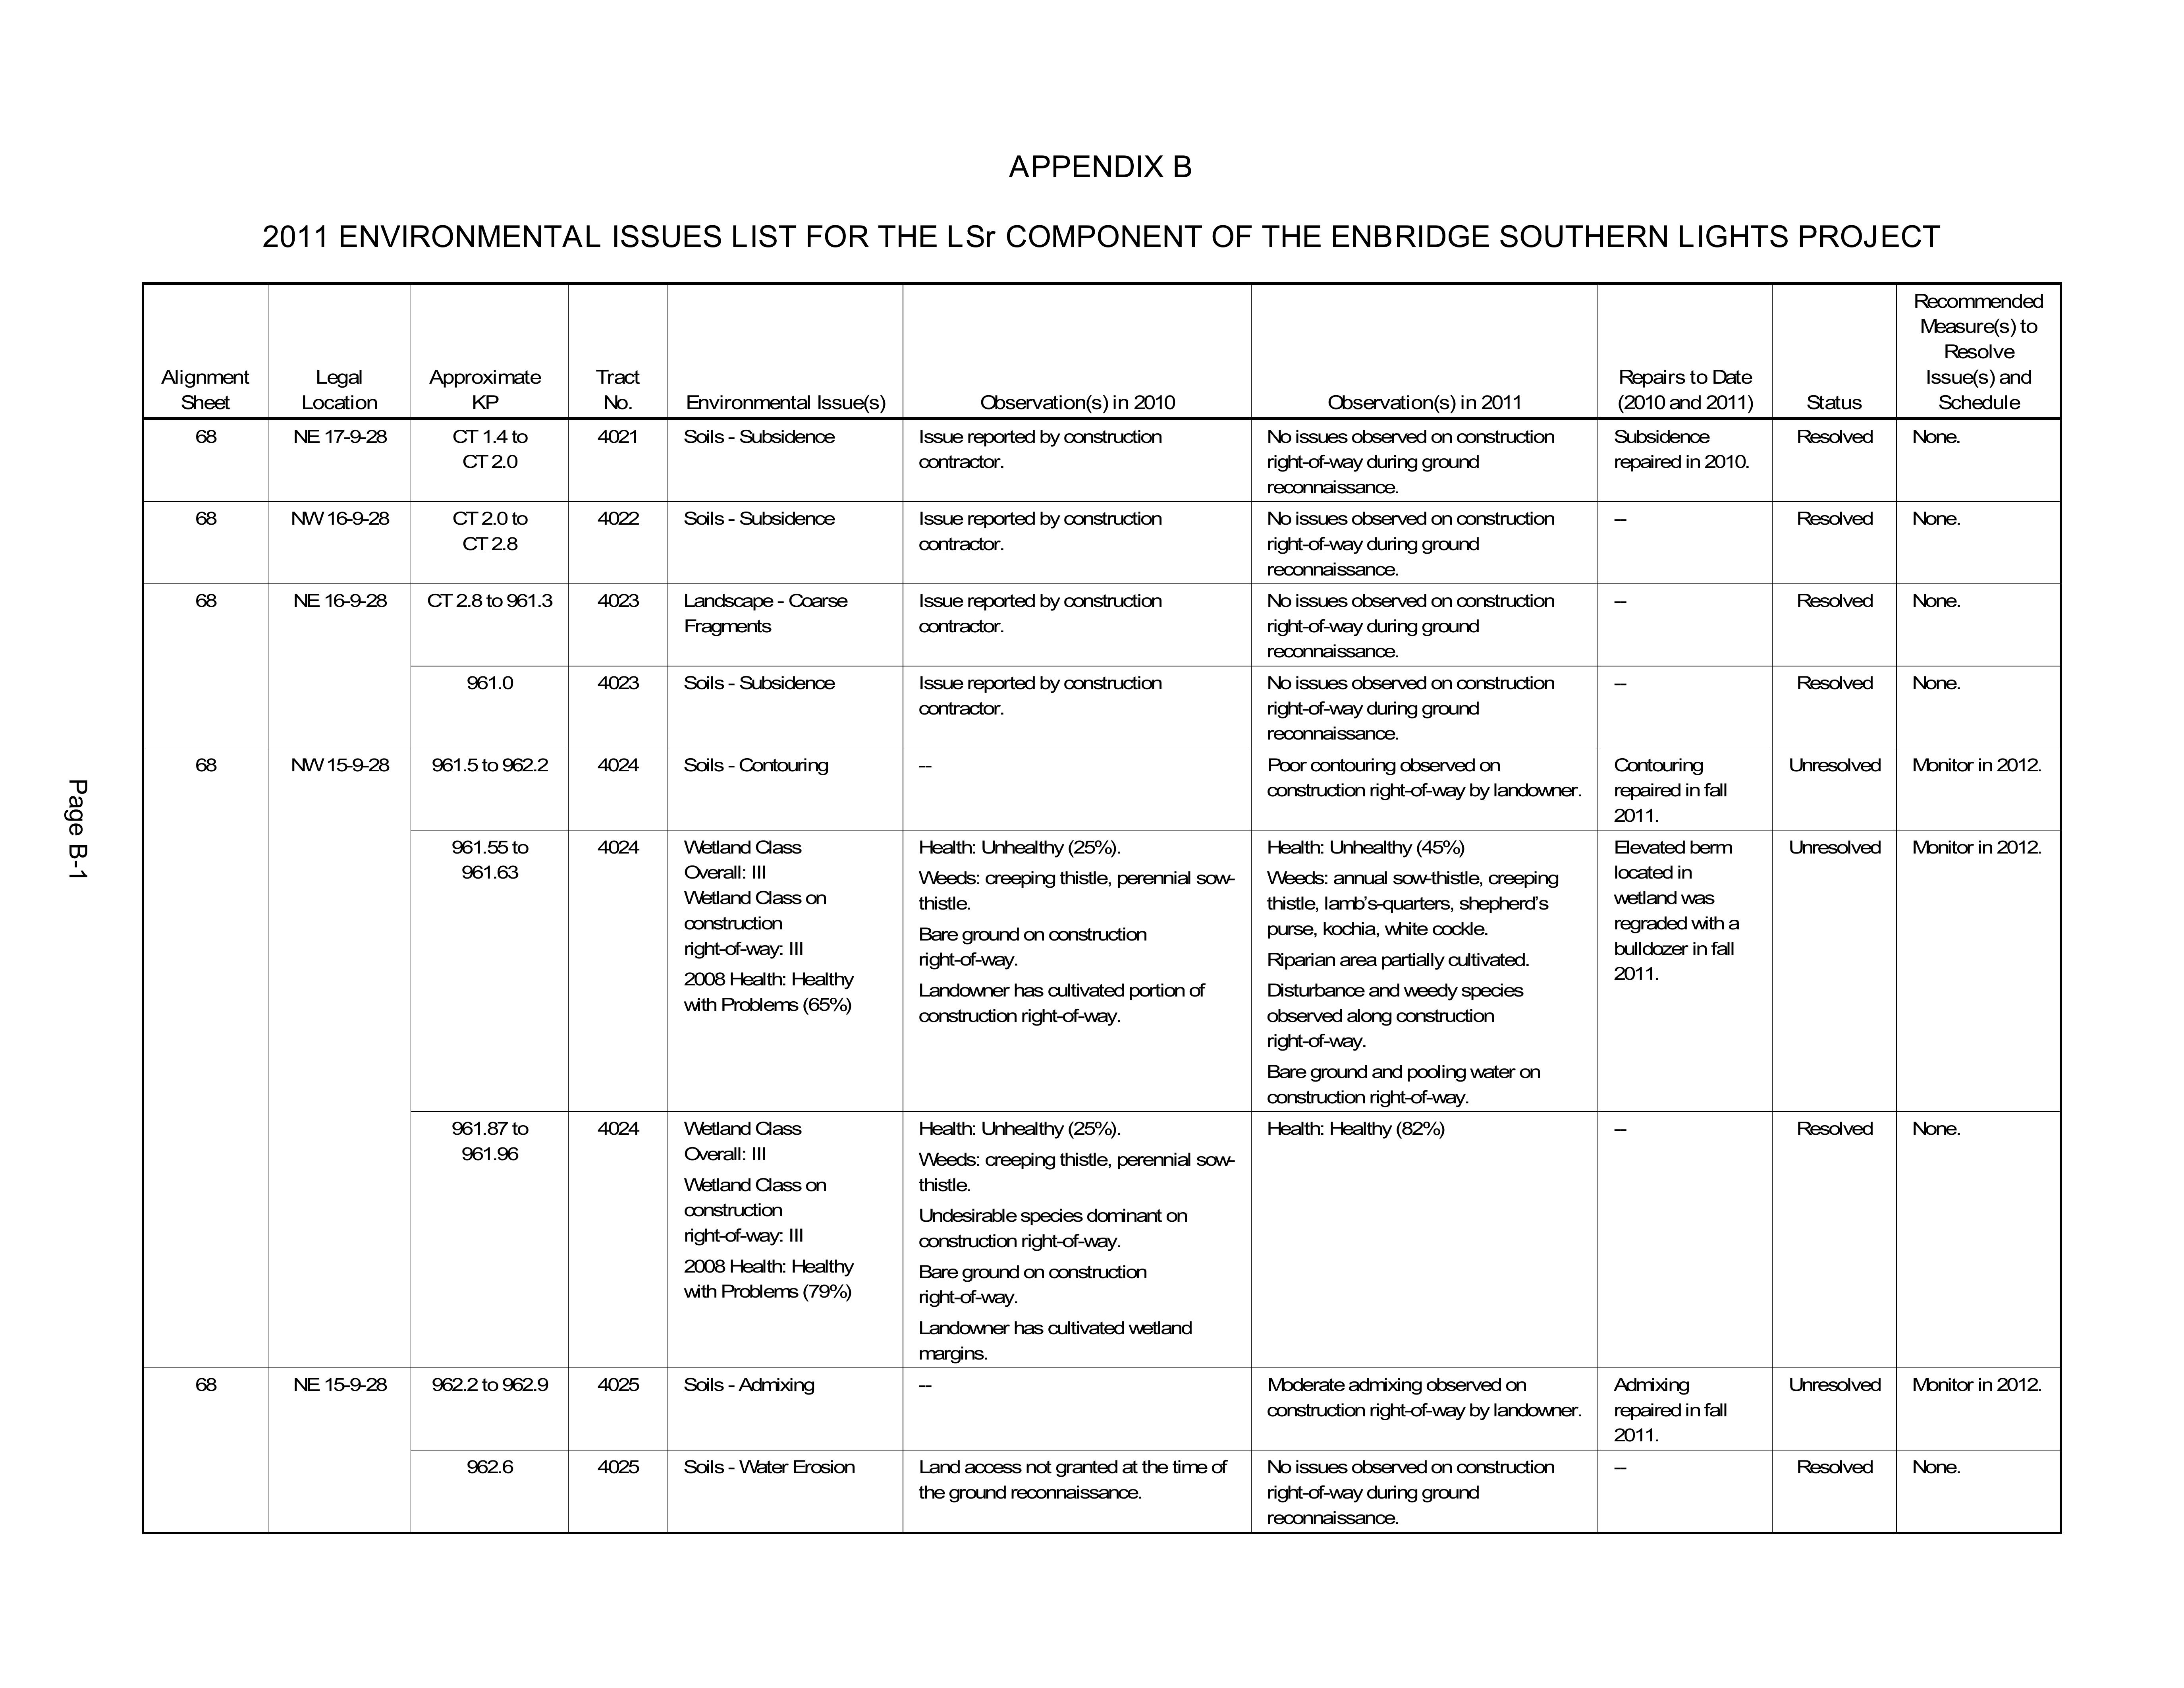 APPENDIX B
2011 ENVIRONMENTAL ISSUES LIST FOR THE LSr COMPONENT OF THE ENBRIDGE SOUTHERN LIGHTS PROJECT
Alignment
Sheet
Legal
Location
Approximate
KP
Tract
No.
Environmental Issue(s)
Observation(s) in 2010
Observation(s) in 2011
Repairs to Date
(2010 and 2011)
Status
Recommended
Measure(s) to
Resolve
Issue(s) and
Schedule
68
NE 17-9-28
CT 1.4 to
CT 2.0
4021
Soils - Subsidence
Issue reported by construction
contractor.
No issues observed on construction
right-of-way during ground
reconnaissance.
Subsidence
repaired in 2010.
Resolved
None.
68
NW 16-9-28
CT 2.0 to
CT 2.8
4022
Soils - Subsidence
Issue reported by construction
contractor.
No issues observed on construction
right-of-way during ground
reconnaissance.
--
Resolved
None.
68
NE 16-9-28
CT 2.8 to 961.3
4023
Landscape - Coarse
Fragments
Issue reported by construction
contractor.
No issues observed on construction
right-of-way during ground
reconnaissance.
--
Resolved
None.
961.0
4023
Soils - Subsidence
Issue reported by construction
contractor.
No issues observed on construction
right-of-way during ground
reconnaissance.
--
Resolved
None.
68
NW 15-9-28
961.5 to 962.2
4024
Soils - Contouring
--
Poor contouring observed on
construction right-of-way by landowner.
Contouring
repaired in fall
2011.
Unresolved
Monitor in 2012.
961.55 to
961.63
4024
Wetland Class
Overall: III
Wetland Class on
construction
right-of-way: III
2008 Health: Healthy
with Problems (65%)
Health: Unhealthy (25%).
Weeds: creeping thistle, perennial sow-
thistle.
Bare ground on construction
right-of-way.
Landowner has cultivated portion of
construction right-of-way.
Health: Unhealthy (45%)
Weeds: annual sow-thistle, creeping
thistle, lamb's-quarters, shepherd's
purse, kochia, white cockle.
Riparian area partially cultivated.
Disturbance and weedy species
observed along construction
right-of-way.
Bare ground and pooling water on
construction right-of-way.
Elevated berm
located in
wetland was
regraded with a
bulldozer in fall
2011.
Unresolved
Monitor in 2012.
961.87 to
961.96
4024
Wetland Class
Overall: III
Wetland Class on
construction
right-of-way: III
2008 Health: Healthy
with Problems (79%)
Health: Unhealthy (25%).
Weeds: creeping thistle, perennial sow-
thistle.
Undesirable species dominant on
construction right-of-way.
Bare ground on construction
right-of-way.
Landowner has cultivated wetland
margins.
Health: Healthy (82%)
--
Resolved
None.
68
NE 15-9-28
962.2 to 962.9
4025
Soils - Admixing
--
Moderate admixing observed on
construction right-of-way by landowner.
Admixing
repaired in fall
2011.
Unresolved
Monitor in 2012.
962.6
4025
Soils - Water Erosion
Land access not granted at the time of
the ground reconnaissance.
No issues observed on construction
right-of-way during ground
reconnaissance.
--
Resolved
None.
Page B-1